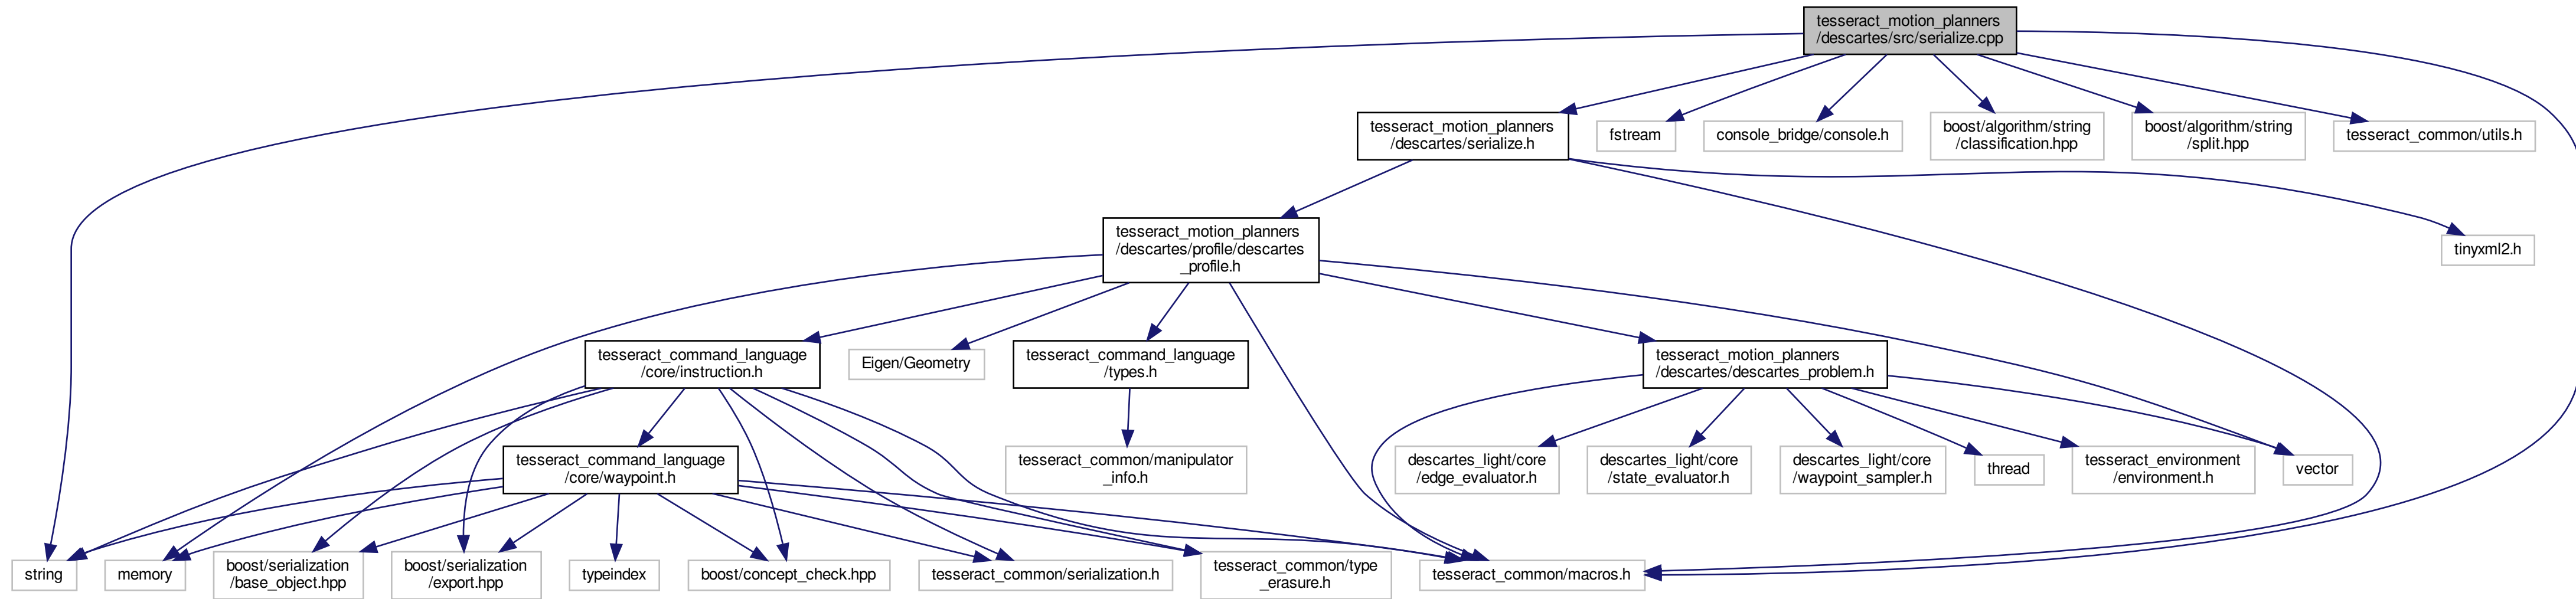 tesseract_motion_planners
/descartes/src/serialize.cpp
tesseract_motion_planners
/descartes/serialize.h
fstream
console_bridge/console.h
boost/algorithm/string
/classification.hpp
boost/algorithm/string
/split.hpp
tesseract_common/utils.h
tesseract_motion_planners
/descartes/profile/descartes
_profile.h
tinyxml2.h
tesseract_command_language
/core/instruction.h
Eigen/Geometry
tesseract_command_language
/types.h
tesseract_motion_planners
/descartes/descartes_problem.h
tesseract_command_language
/core/waypoint.h
tesseract_common/manipulator
_info.h
descartes_light/core
/edge_evaluator.h
descartes_light/core
/state_evaluator.h
descartes_light/core
/waypoint_sampler.h
thread
tesseract_environment
/environment.h
vector
string
memory
boost/serialization
/base_object.hpp
boost/serialization
/export.hpp
typeindex
boost/concept_check.hpp
tesseract_common/serialization.h
tesseract_common/type
_erasure.h
tesseract_common/macros.h